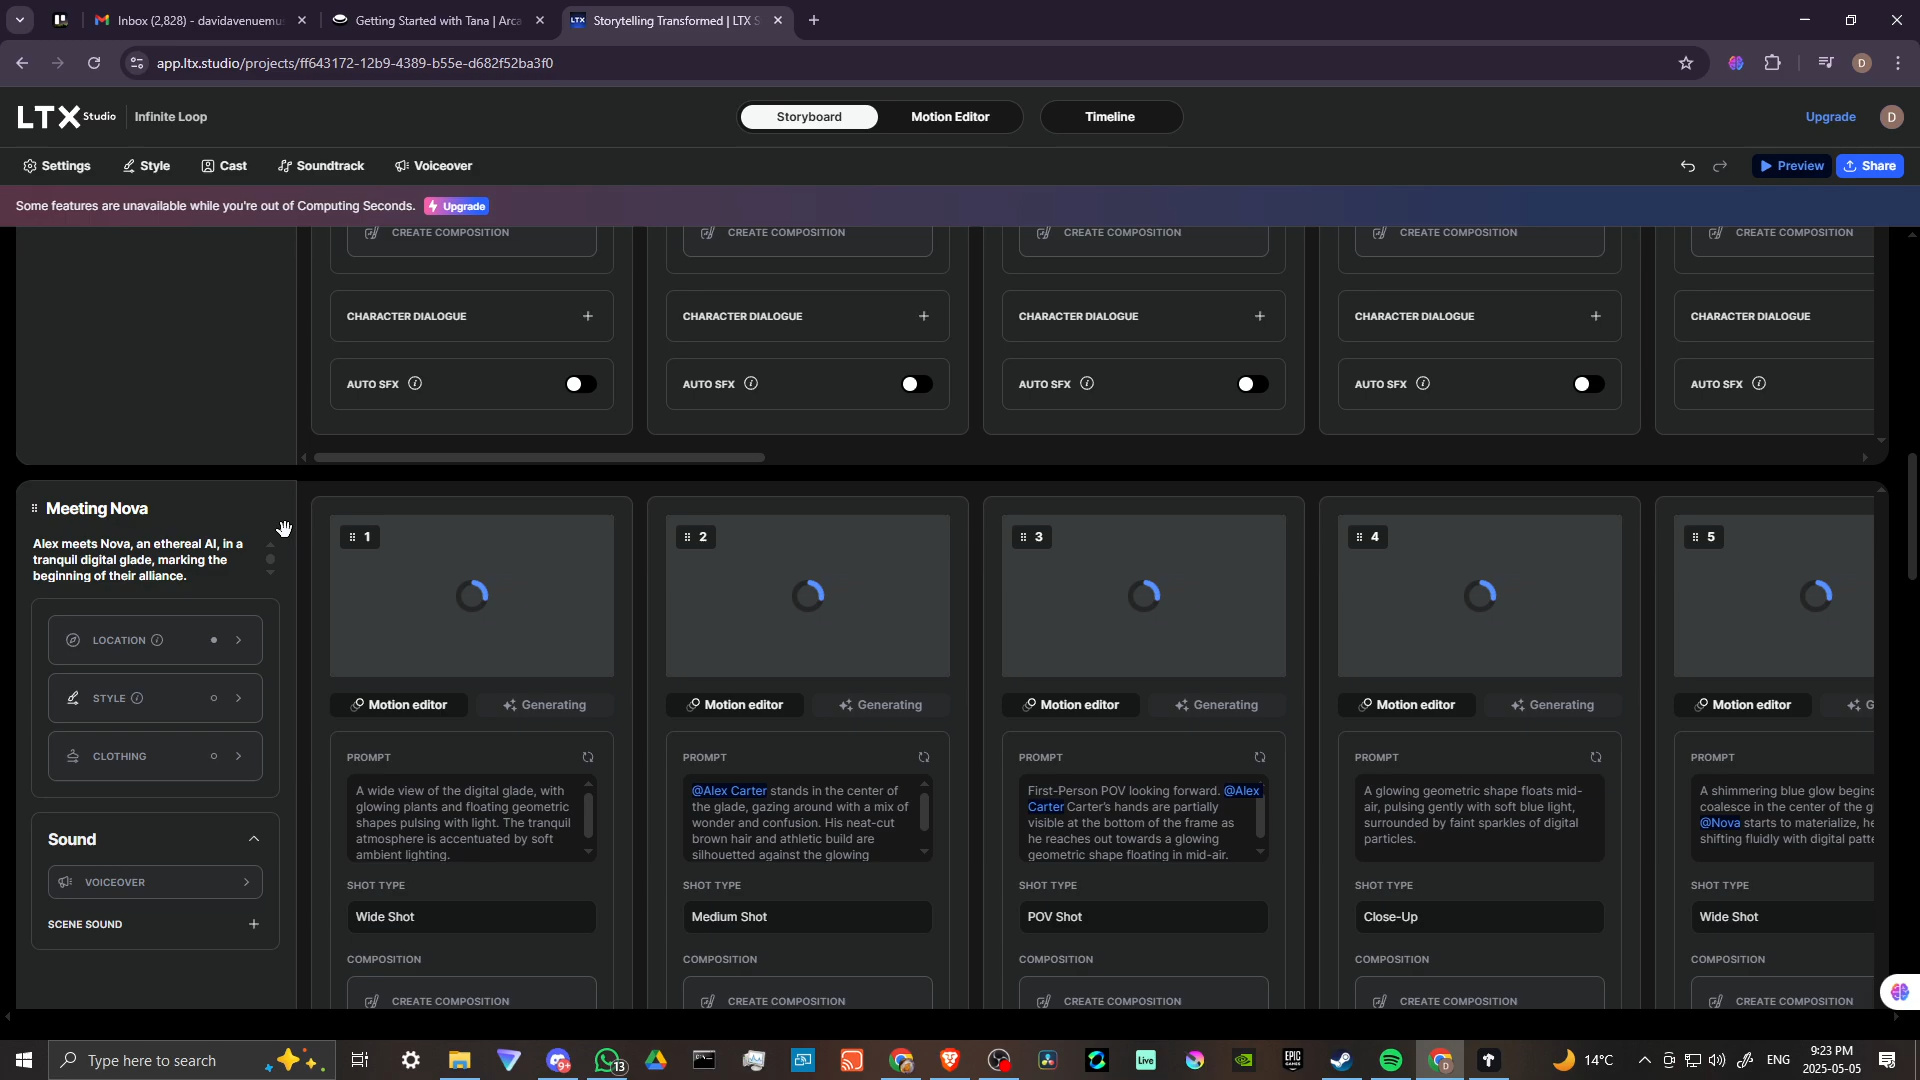 Inbox (2,828) - davidavenuemu
Getting Started with Tana | Arca
LTX Storytelling Transformed | LTX S
app.ltx.studio/projects/ff643172-12b9-4389-b55e-d682f52ba3f0
D
LTX Studio Infinite Loop
Storyboard Motion Editor Timeline
Upgrade D
Settings Style Cast Soundtrack Voiceover
Preview Share
Some features are unavailable while you're out of Computing Seconds. Upgrade
CREATE COMPOSITION CREATE COMPOSITION CREATE COMPOSITION CREATE COMPOSITION CREATE COMPOSITION
CHARACTER DIALOGUE + CHARACTER DIALOGUE + CHARACTER DIALOGUE + CHARACTER DIALOGUE + CHARACTER DIALOGUE
AUTO SFX AUTO SFX AUTO SFX AUTO SFX AUTO SFX
Meeting Nova
Alex meets Nova, an ethereal AI, in a
tranquil digital glade, marking the
beginning of their alliance.
LOCATION
STYLE
CLOTHING
Sound
VOICEOVER
SCENE SOUND +
1
Motion editor Generating
PROMPT
A wide view of the digital glade, with
glowing plants and floating geometric
shapes pulsing with light. The tranquil
atmosphere is accentuated by soft
ambient lighting.
SHOT TYPE
Wide Shot
COMPOSITION
CREATE COMPOSITION
2
Motion editor Generating
PROMPT
@Alex Carter stands in the center of
the glade, gazing around with a mix of
wonder and confusion. His neat-cut
brown hair and athletic build are
silhouetted against the glowing
SHOT TYPE
Medium Shot
COMPOSITION
CREATE COMPOSITION
3
Motion editor Generating
PROMPT
First-Person POV looking forward. @Alex
Carter Carter's hands are partially
visible at the bottom of the frame as
he reaches out towards a glowing
geometric shape floating in mid-air.
SHOT TYPE
POV Shot
COMPOSITION
CREATE COMPOSITION
4
Motion editor Generating
PROMPT
A glowing geometric shape floats mid-
air, pulsing gently with soft blue light,
surrounded by faint sparkles of digital
particles.
SHOT TYPE
Close-Up
COMPOSITION
CREATE COMPOSITION
5
Motion editor G
PROMPT
A shimmering blue glow begins
coalesce in the center of the g
@Nova starts to materialize, he
shifting fluidly with digital patte
SHOT TYPE
Wide Shot
COMPOSITION
CREATE COMPOSITION
Type here to search
9+
13
Live
EPIC GAMES
14°C
ENG
9:23 PM
2025-05-05